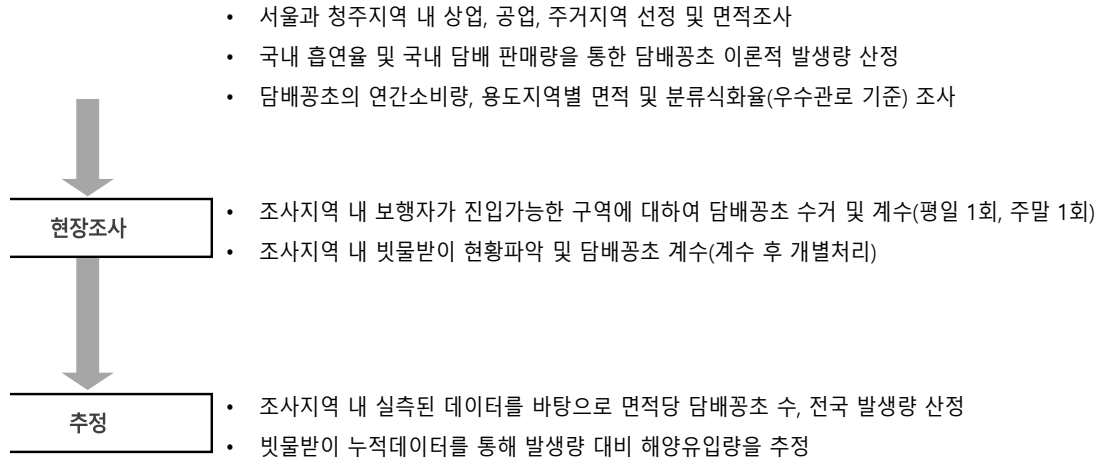 • 서울과 청주지역 내 상업, 공업, 주거지역 선정 및 면적조사
• 국내 흡연율 및 국내 담배 판매량을 통한 담배꽁초 이론적 발생량 산정
• 담배꽁초의 연간소비량, 용도지역별 면적 및 분류식화율(우수관로 기준) 조사
현장조사
• 조사지역 내 보행자가 진입가능한 구역에 대하여 담배꽁초 수거 및 계수(평일 1회, 주말 1회)
• 조사지역 내 빗물받이 현황파악 및 담배꽁초 계수(계수 후 개별처리)
추정
• 조사지역 내 실측된 데이터를 바탕으로 면적당 담배꽁초 수, 전국 발생량 산정
• 빗물받이 누적데이터를 통해 발생량 대비 해양유입량을 추정